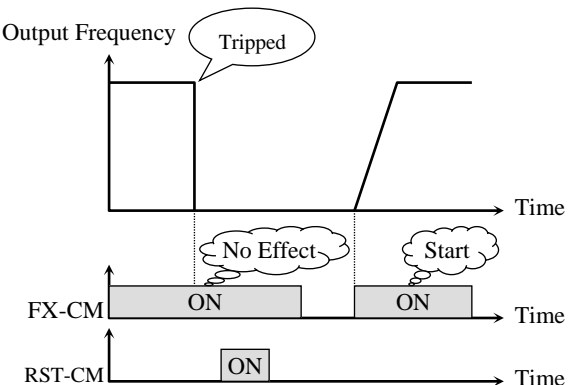 Output Frequency
Tripped
Time
No Effect
Start
FX-CM
ON
ON
Time
RST-CM
ON
Time